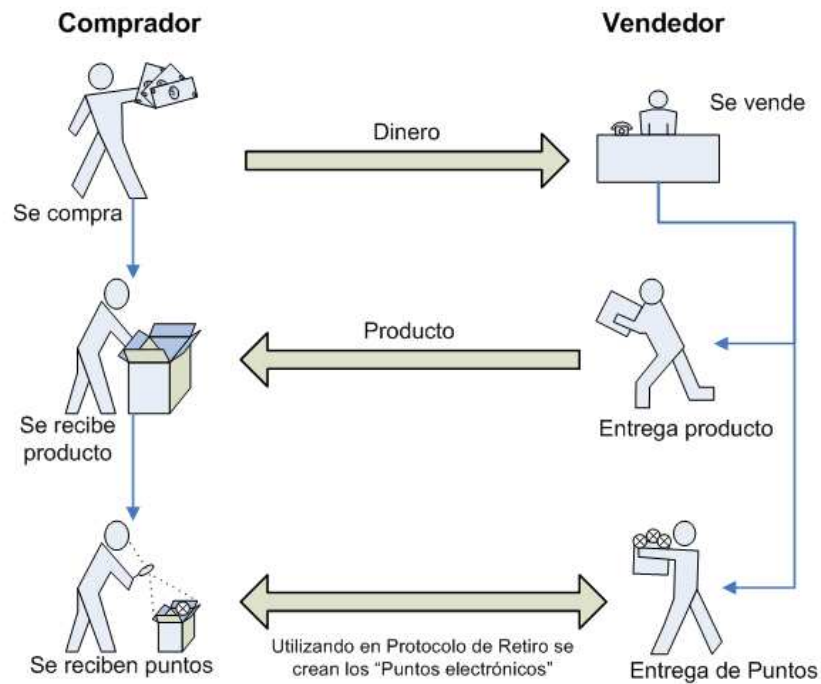 Comprador
Vendedor
Se vende
Dinero
Se compra
Producto
Se recibe
producto
Entrega producto
Utilizando en Protocolo de Retiro se
crean los “Puntos electrónicos”
Se reciben puntos
Entrega de Puntos